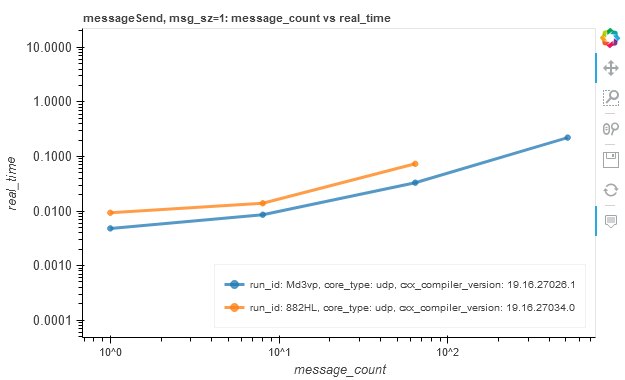 messageSend, msg_sz=1: message_count vs real_time
10.0000
1.0000
0.1000
0.0100
0.0010
0.0001
real_time
run_id: Md3vp, core_type: udp, cxx_compiler_version: 19.16.27026.1
run_id: 882HL, core_type: udp, cxx_compiler_version: 19.16.27034.0
10^0 10^1 10^2
message_count